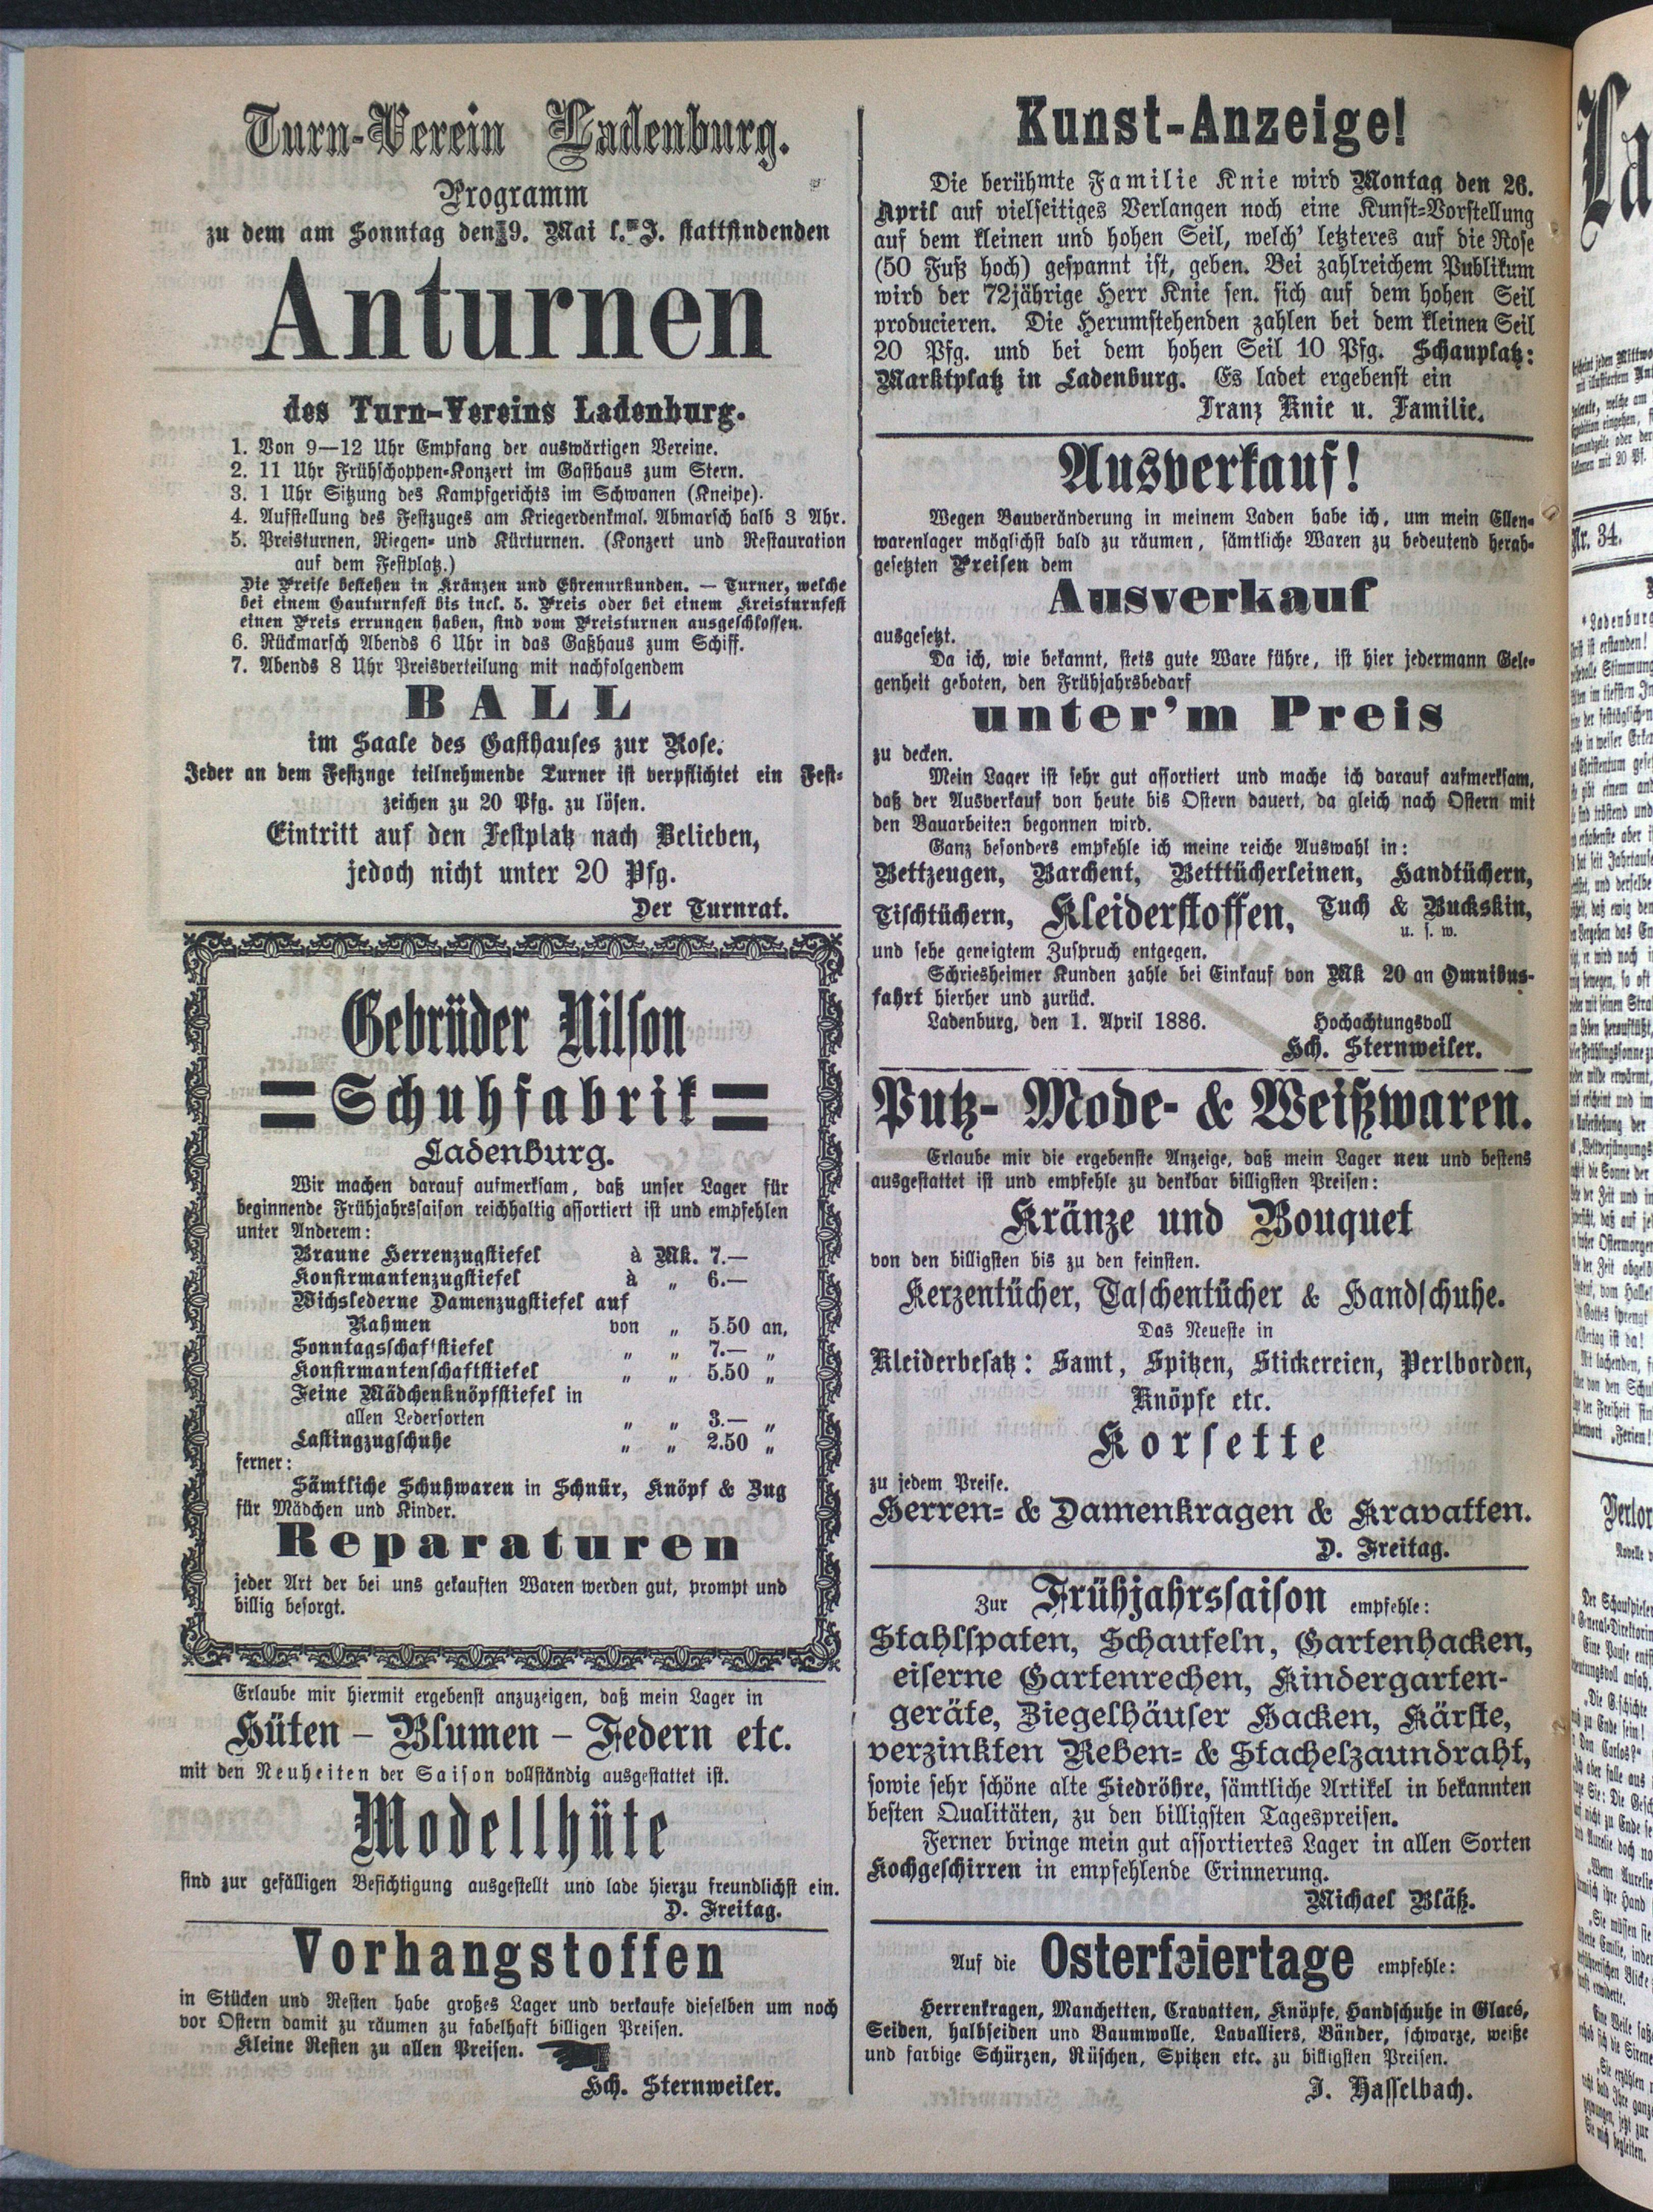 Turn-Verein Ladenburg.
Programm
zu dem am Sonntag den 9. Mai l. J. stattfindenden
Anturnen
des Turn-Vereins Ladenburg.
1. Von 9—12 Uhr Empfang der auswärtigen Vereine.
2. 11 Uhr Frühschoppen-Konzert im Gasthaus zum Stern.
3. 1 Uhr Sitzung des Kampfgerichts im Schwanen (Kneipe).
4. Aufstellung des Festzuges am Kriegerdenkmal. Abmarsch halb 3 Uhr.
5. Preisturnen, Riegen- und Kürturnen. (Konzert und Restauration
auf dem Festplatz.)
Die Preise bestehen in Kränzen und Ehrenurkunden. — Turner, welche
bei einem Gauturnfest bis incl. 5. Preis oder bei einem Kreisturnfest
einen Preis errungen haben, sind vom Preisturnen ausgeschlossen.
6. Rückmarsch Abends 6 Uhr in das Gaßhaus zum Schiff.
7. Abends 8 Uhr Preisverteilung mit nachfolgendem
BALL
im Saale des Gasthauses zur Rose.
Jeder an dem Festznge teilnehmende Turner ist verpflichtet ein Fest-
zeichen zu 20 Pfg. zu lösen.
Eintritt auf den Festplatz nach Belieben,
jedoch nicht unter 20 Pfg.
Der Turnrat.
Gebrüder Nilson
=Schuhfabrik=
Ladenburg.
Wir machen darauf aufmerksam, daß unser Lager für
beginnende Frühjahrssaison reichhaltig assortiert ist und empfehlen
unter Anderem:
Braune Herrenzugstiefel à Mk. 7.—
Konfirmantenzugstiefel à „ 6.—
Wichslederne Damenzugstiefel auf
Rahmen von „ 5.50 an,
Sonntagsschaftstiefel „ „ 7.— „
Konfirmantenschaftstiefel „ „ 5.50 „
Feine Mädchenknöpfstiefel in
allen Ledersorten „ „ 3.— „
Lastingzugschuhe „ „ 2.50 „
ferner:
Sämtliche Schuhwaren in Schnür, Knöpf & Zug
für Mädchen und Kinder.
Reparaturen
jeder Art der bei uns gekauften Waren werden gut, prompt und
billig besorgt.
Erlaube mir hiermit ergebenst anzuzeigen, daß mein Lager in
Hüten – Blumen – Federn etc.
mit den Neuheiten der Saison vollständig ausgestattet ist.
Modellhüte
sind zur gefälligen Besichtigung ausgestellt und lade hierzu freundlichst ein.
D. Freitag.
Vorhangstoffen
in Stücken und Resten habe großes Lager und verkaufe dieselben um noch
vor Ostern damit zu räumen zu fabelhaft billigen Preisen.
Kleine Resten zu allen Preisen.
Hch. Sternweiler.
Kunst-Anzeige!
Die berühmte Familie Knie wird Montag den 26.
April auf vielseitiges Verlangen noch eine Kunst-Vorstellung
auf dem kleinen und hohen Seil, welch' letzteres auf die Rose
(50 Fuß hoch) gespannt ist, geben. Bei zahlreichem Publikum
wird der 72jährige Herr Knie sen. sich auf dem hohen Seil
producieren. Die Herumstehenden zahlen bei dem kleinen Seil
20 Pfg. und bei dem hohen Seil 10 Pfg. Schauplatz:
Marktplatz in Ladenburg. Es ladet ergebenst ein
Franz Knie u. Familie.
Ausverkauf!
Wegen Bauveränderung in meinem Laden habe ich, um mein Ellen-
warenlager möglichst bald zu räumen, sämtliche Waren zu bedeutend herab-
gesetzten Preisen dem
Ausverkauf
ausgesetzt.
Da ich, wie bekannt, stets gute Ware führe, ist hier jedermann Gele-
genheit geboten, den Frühjahrsbedarf
unter'm Preis
zu decken.
Mein Lager ist sehr gut assortiert und mache ich darauf aufmerksam,
daß der Ausverkauf von heute bis Ostern dauert, da gleich nach Ostern mit
den Bauarbeiten begonnen wird.
Ganz besonders empfehle ich meine reiche Auswahl in:
Bettzeugen, Barchent, Betttücherleinen, Handtüchern,
Tischtüchern, Kleiderstoffen, Tuch & Buckskin,
u. s. w.
und sehe geneigtem Zuspruch entgegen.
Schriesheimer Kunden zahle bei Einkauf von Mk 20 an Omnibus-
fahrt hierher und zurück.
Ladenburg, den 1. April 1886. Hochachtungsvoll
Hch. Sternweiler.
Putz- Mode- & Weißwaren.
Erlaube mir die ergebenste Anzeige, daß mein Lager neu und bestens
ausgestattet ist und empfehle zu denkbar billigsten Preisen:
Kränze und Bouquet
von den billigsten bis zu den feinsten.
Kerzentücher, Taschentücher & Handschuhe.
Das Neueste in
Kleiderbesatz: Samt, Spitzen, Stickereien, Perlborden,
Knöpfe etc.
Korsette
zu jedem Preise.
Herren- & Damenkragen & Kravatten.
D. Freitag.
Zur Frühjahrssaison empfehle:
Stahlspaten, Schaufeln, Gartenhacken,
eiserne Gartenrechen, Kindergarten-
geräte, Ziegelhäuser Hacken, Kärste,
verzinkten Reben- & Stachelzaundraht,
sowie sehr schöne alte Siedröhre, sämtliche Artikel in bekannten
besten Qualitäten, zu den billigsten Tagespreisen.
Ferner bringe mein gut assortiertes Lager in allen Sorten
Kochgeschirren in empfehlende Erinnerung.
Michael Bläß.
Auf die Osterfeiertage empfehle:
Herrenkragen, Manchetten, Cravatten, Knöpfe, Handschuhe in Glacé,
Seiden, halbseiden und Baumwolle, Lavalliers, Bänder, schwarze, weiße
und farbige Schürzen, Rüschen, Spitzen etc. zu billigsten Preisen.
J. Hasselbach.
La
Nr. 34.